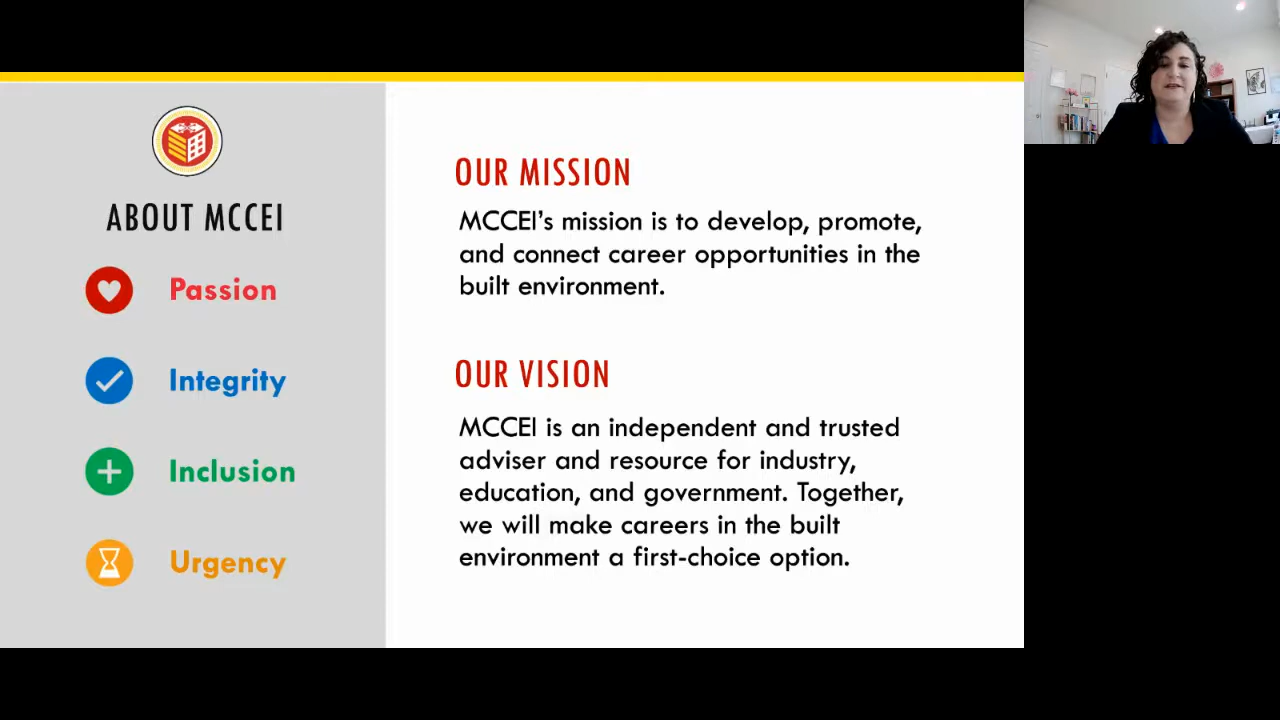 ABOUT MCCEI
Passion
Integrity
Inclusion
Urgency
OUR MISSION
MCCEI's mission is to develop, promote,
and connect career opportunities in the
built environment.
OUR VISION
MCCEI is an independent and trusted
adviser and resource for industry,
education, and government. Together,
we will make careers in the built
environment a first-choice option.